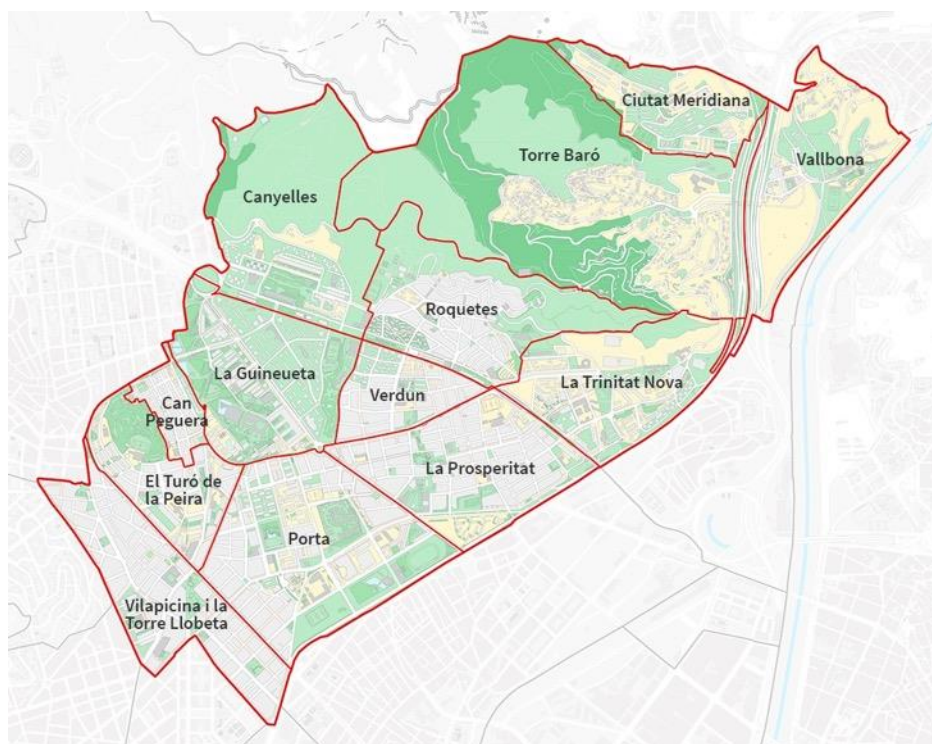 Ciutat Meridiana
Torre Baró
Vallbona
Canyelles
Roquetes
La Guineueta
La Trinitat Nova
Verdún
Can
Peguera
La Prosperitat
El Turó de
la Peira
Porta
Vilapicina i la
Torre Llobeta